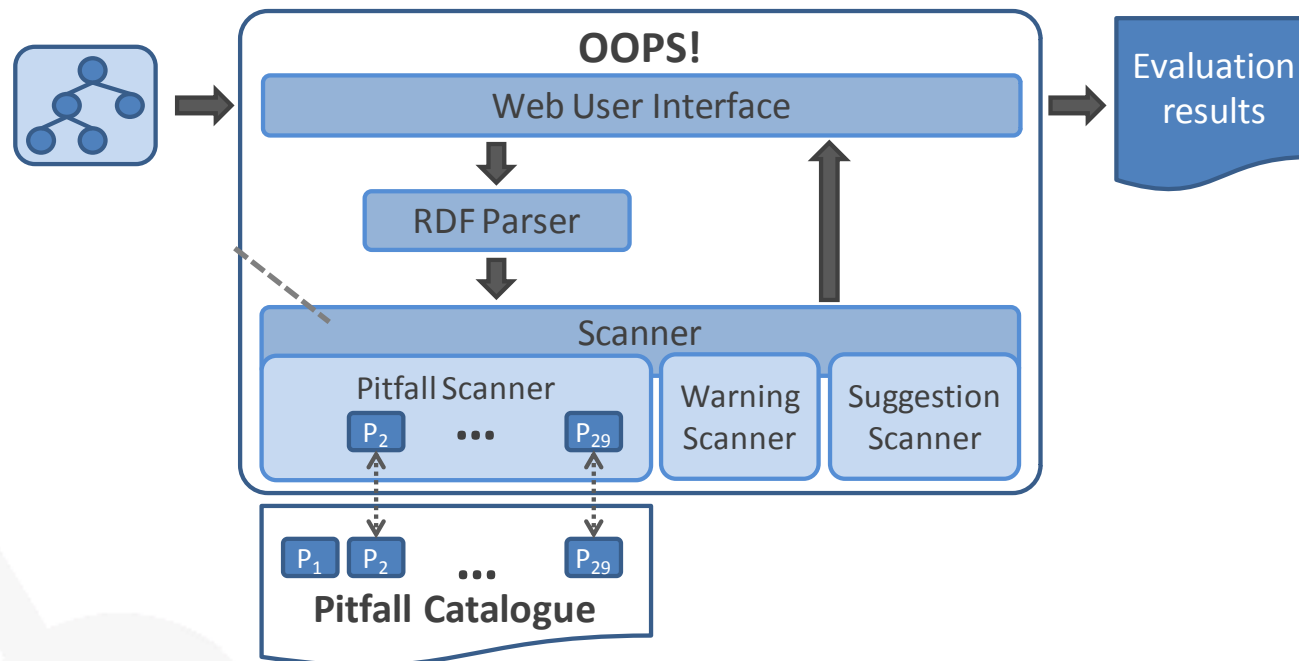 OOPS!
Evaluation
results
Web User Interface
RDF Parser
Scanner
Pitfall Scanner
Warning
Scanner
Suggestion
Scanner
P2 ... P29
P1 P2 ... P29
Pitfall Catalogue